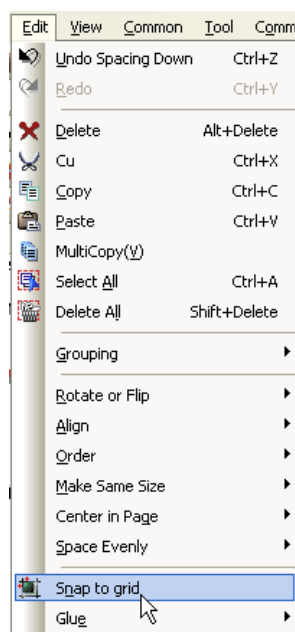 Edit View Common Tool Comm
Undo Spacing Down Ctrl+Z
Redo Ctrl+Y
Delete Alt+Delete
Cu Ctrl+X
Copy Ctrl+C
Paste Ctrl+V
MultiCopy(V)
Select All Ctrl+A
Delete All Shift+Delete
Grouping
Rotate or Flip
Align
Order
Make Same Size
Center in Page
Space Evenly
Snap to grid
Glue